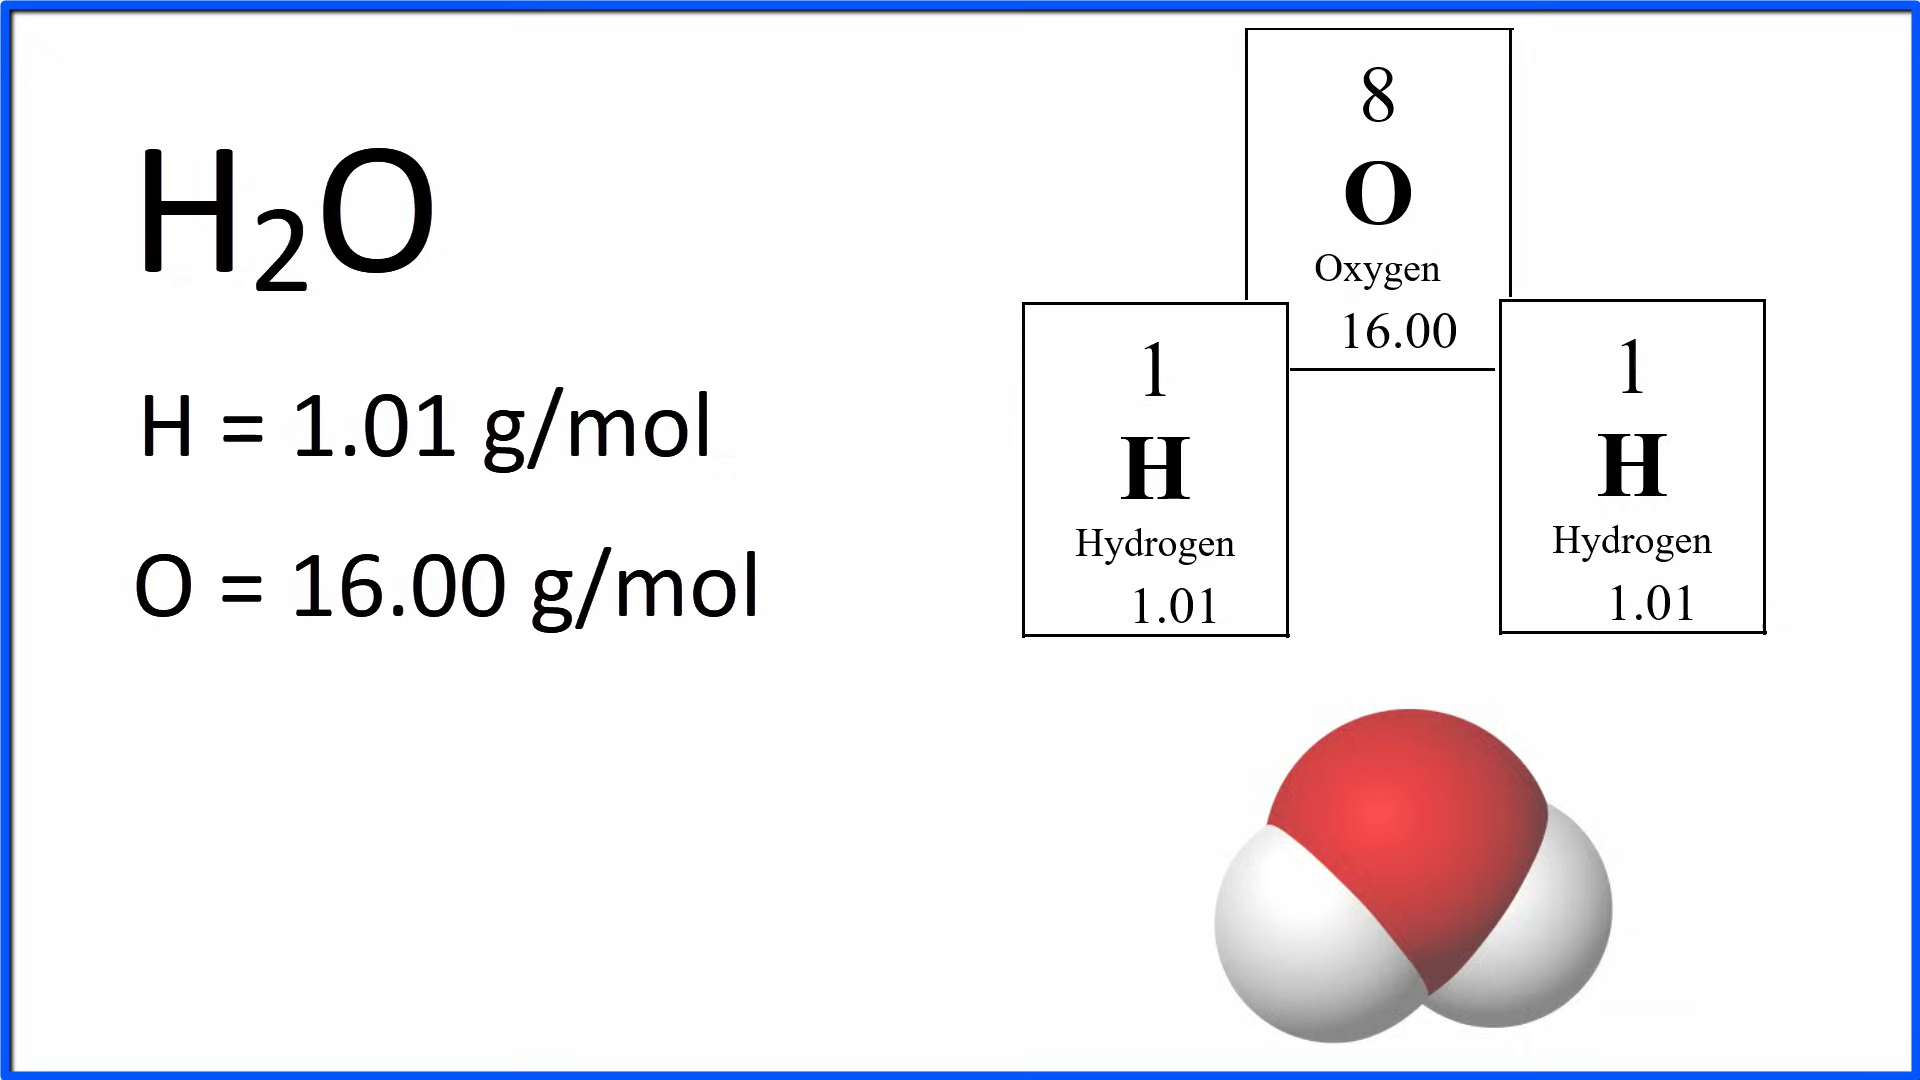 H₂O
H = 1.01 g/mol
O = 16.00 g/mol
8
O
Oxygen
16.00
1
H
Hydrogen
1.01
1
H
Hydrogen
1.01